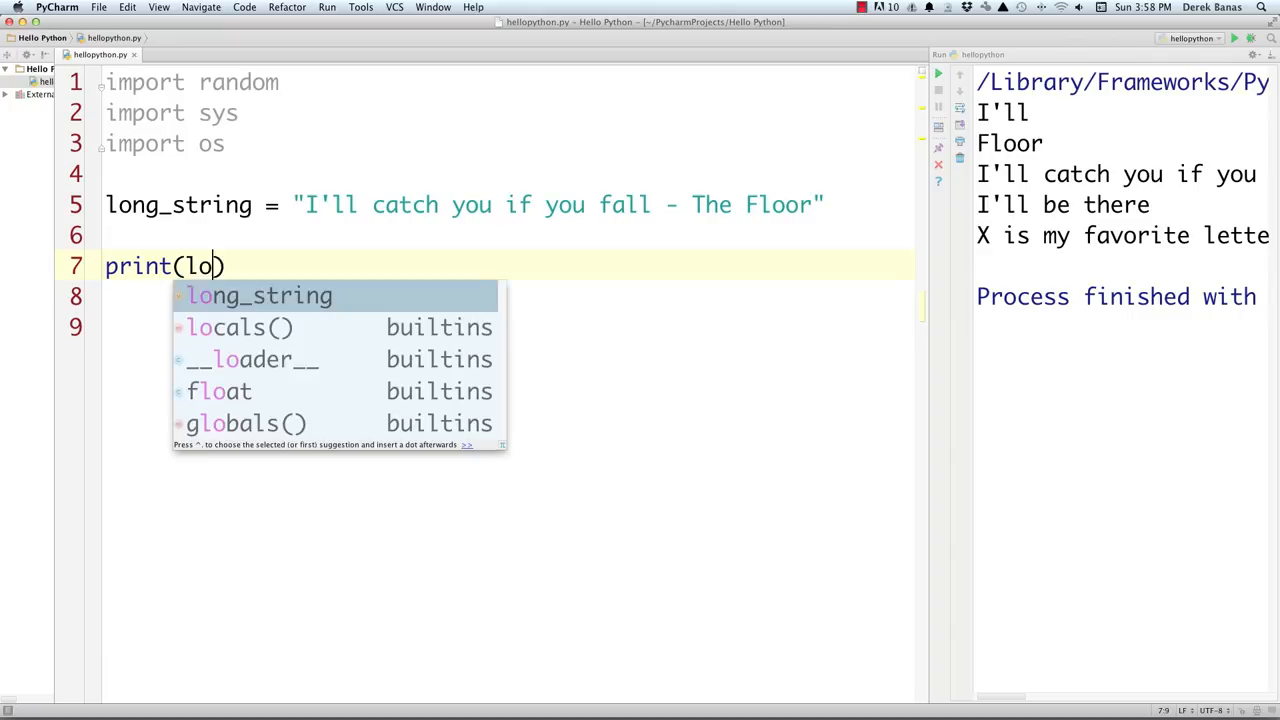 PyCharm File Edit View Navigate Code Refactor Run Tools VCS Window Help 10 Sun 3:58 PM Derek Banas
hellopython.py - Hello Python - [~/PycharmProjects/Hello Python]
Hello Python hellopython.py hellopython
hellopython.py × Run hellopython
Hello P
hell
Extern
1 import random
2 import sys
3 import os
4
5 long_string = "I'll catch you if you fall - The Floor"
6
7 print(lo)
8
9
long_string
locals() builtins
__loader__ builtins
float builtins
globals() builtins
Press ^. to choose the selected (or first) suggestion and insert a dot afterwards >> π
/Library/Frameworks/Py
I'll
Floor
I'll catch you if you
I'll be there
X is my favorite lette
Process finished with
7:9 LF UTF-8